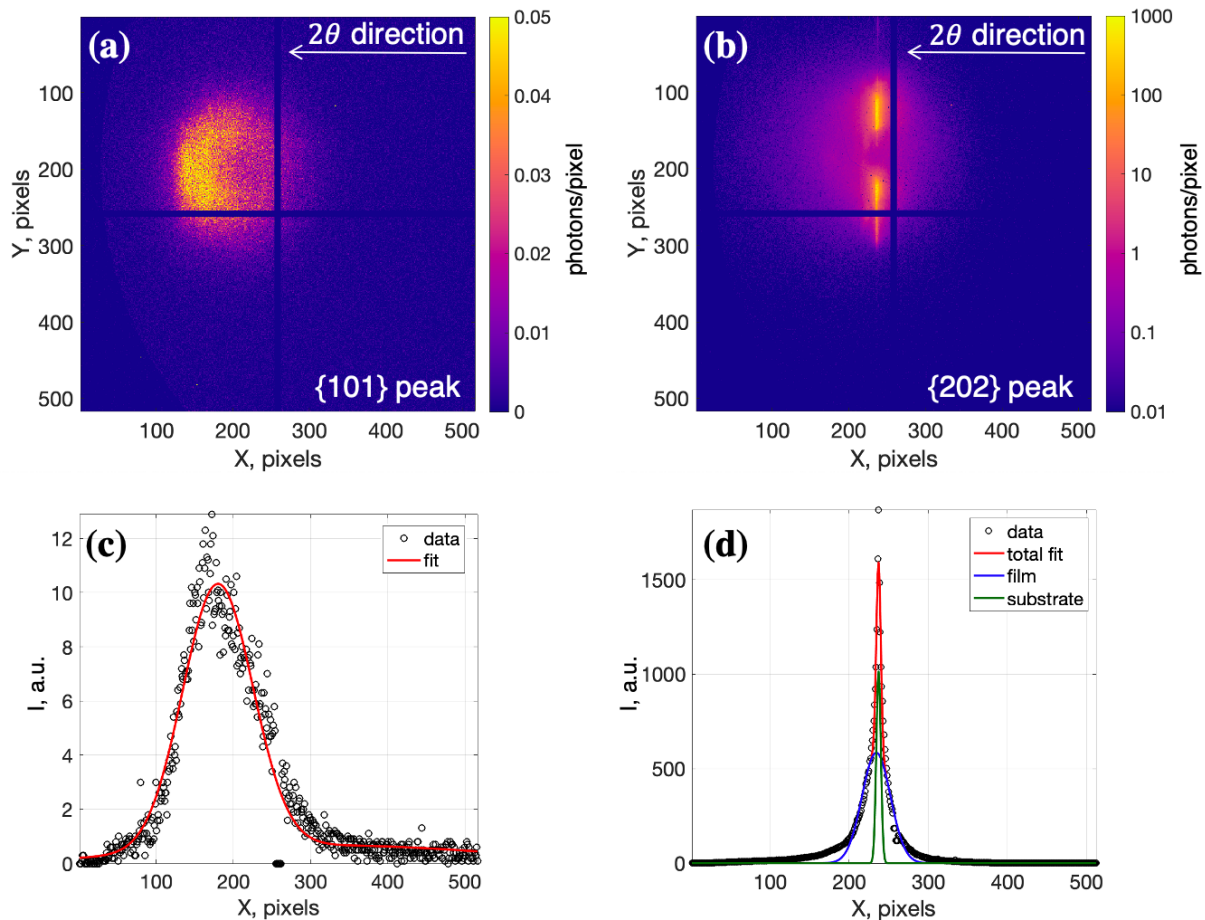 (a)
2θ direction
{101} peak
100
200
300
400
500
Y, pixels
100 200 300 400 500
X, pixels
0.05
0.04
0.03
0.02
0.01
0
photons/pixel
(b)
2θ direction
{202} peak
100
200
300
400
500
Y, pixels
100 200 300 400 500
X, pixels
1000
100
10
1
0.1
0.01
photons/pixel
(c)
data
fit
12
10
8
6
4
2
0
I, a.u.
100 200 300 400 500
X, pixels
(d)
data
total fit
film
substrate
1500
1000
500
0
I, a.u.
100 200 300 400 500
X, pixels